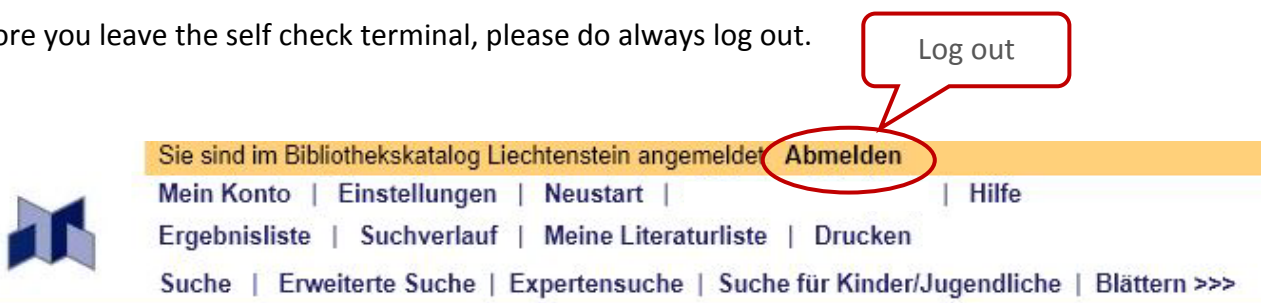 ore you leave the self check terminal, please do always log out.
Log out
Sie sind im Bibliothekskatalog Liechtenstein angemeldet Abmelden
Mein Konto | Einstellungen | Neustart | | Hilfe
Ergebnisliste | Suchverlauf | Meine Literaturliste | Drucken
Suche | Erweiterte Suche | Expertensuche | Suche für Kinder/Jugendliche | Blättern >>>